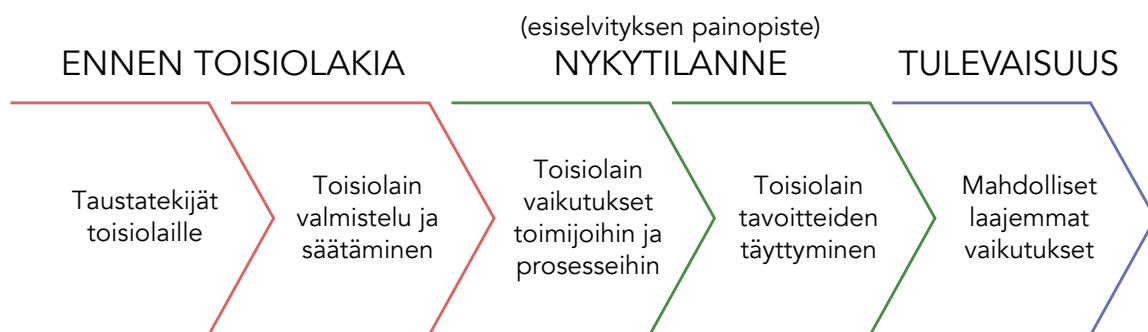 (esiselvityksen painopiste)
ENNEN TOISIOLAKIA
NYKYTILANNE
TULEVAISUUS
Taustatekijät
toisiolaille
Toisiolain
valmistelu ja
säätäminen
Toisiolain
vaikutukset
toimijoihin ja
prosesseihin
Toisiolain
tavoitteiden
täyttyminen
Mahdolliset
laajemmat
vaikutukset